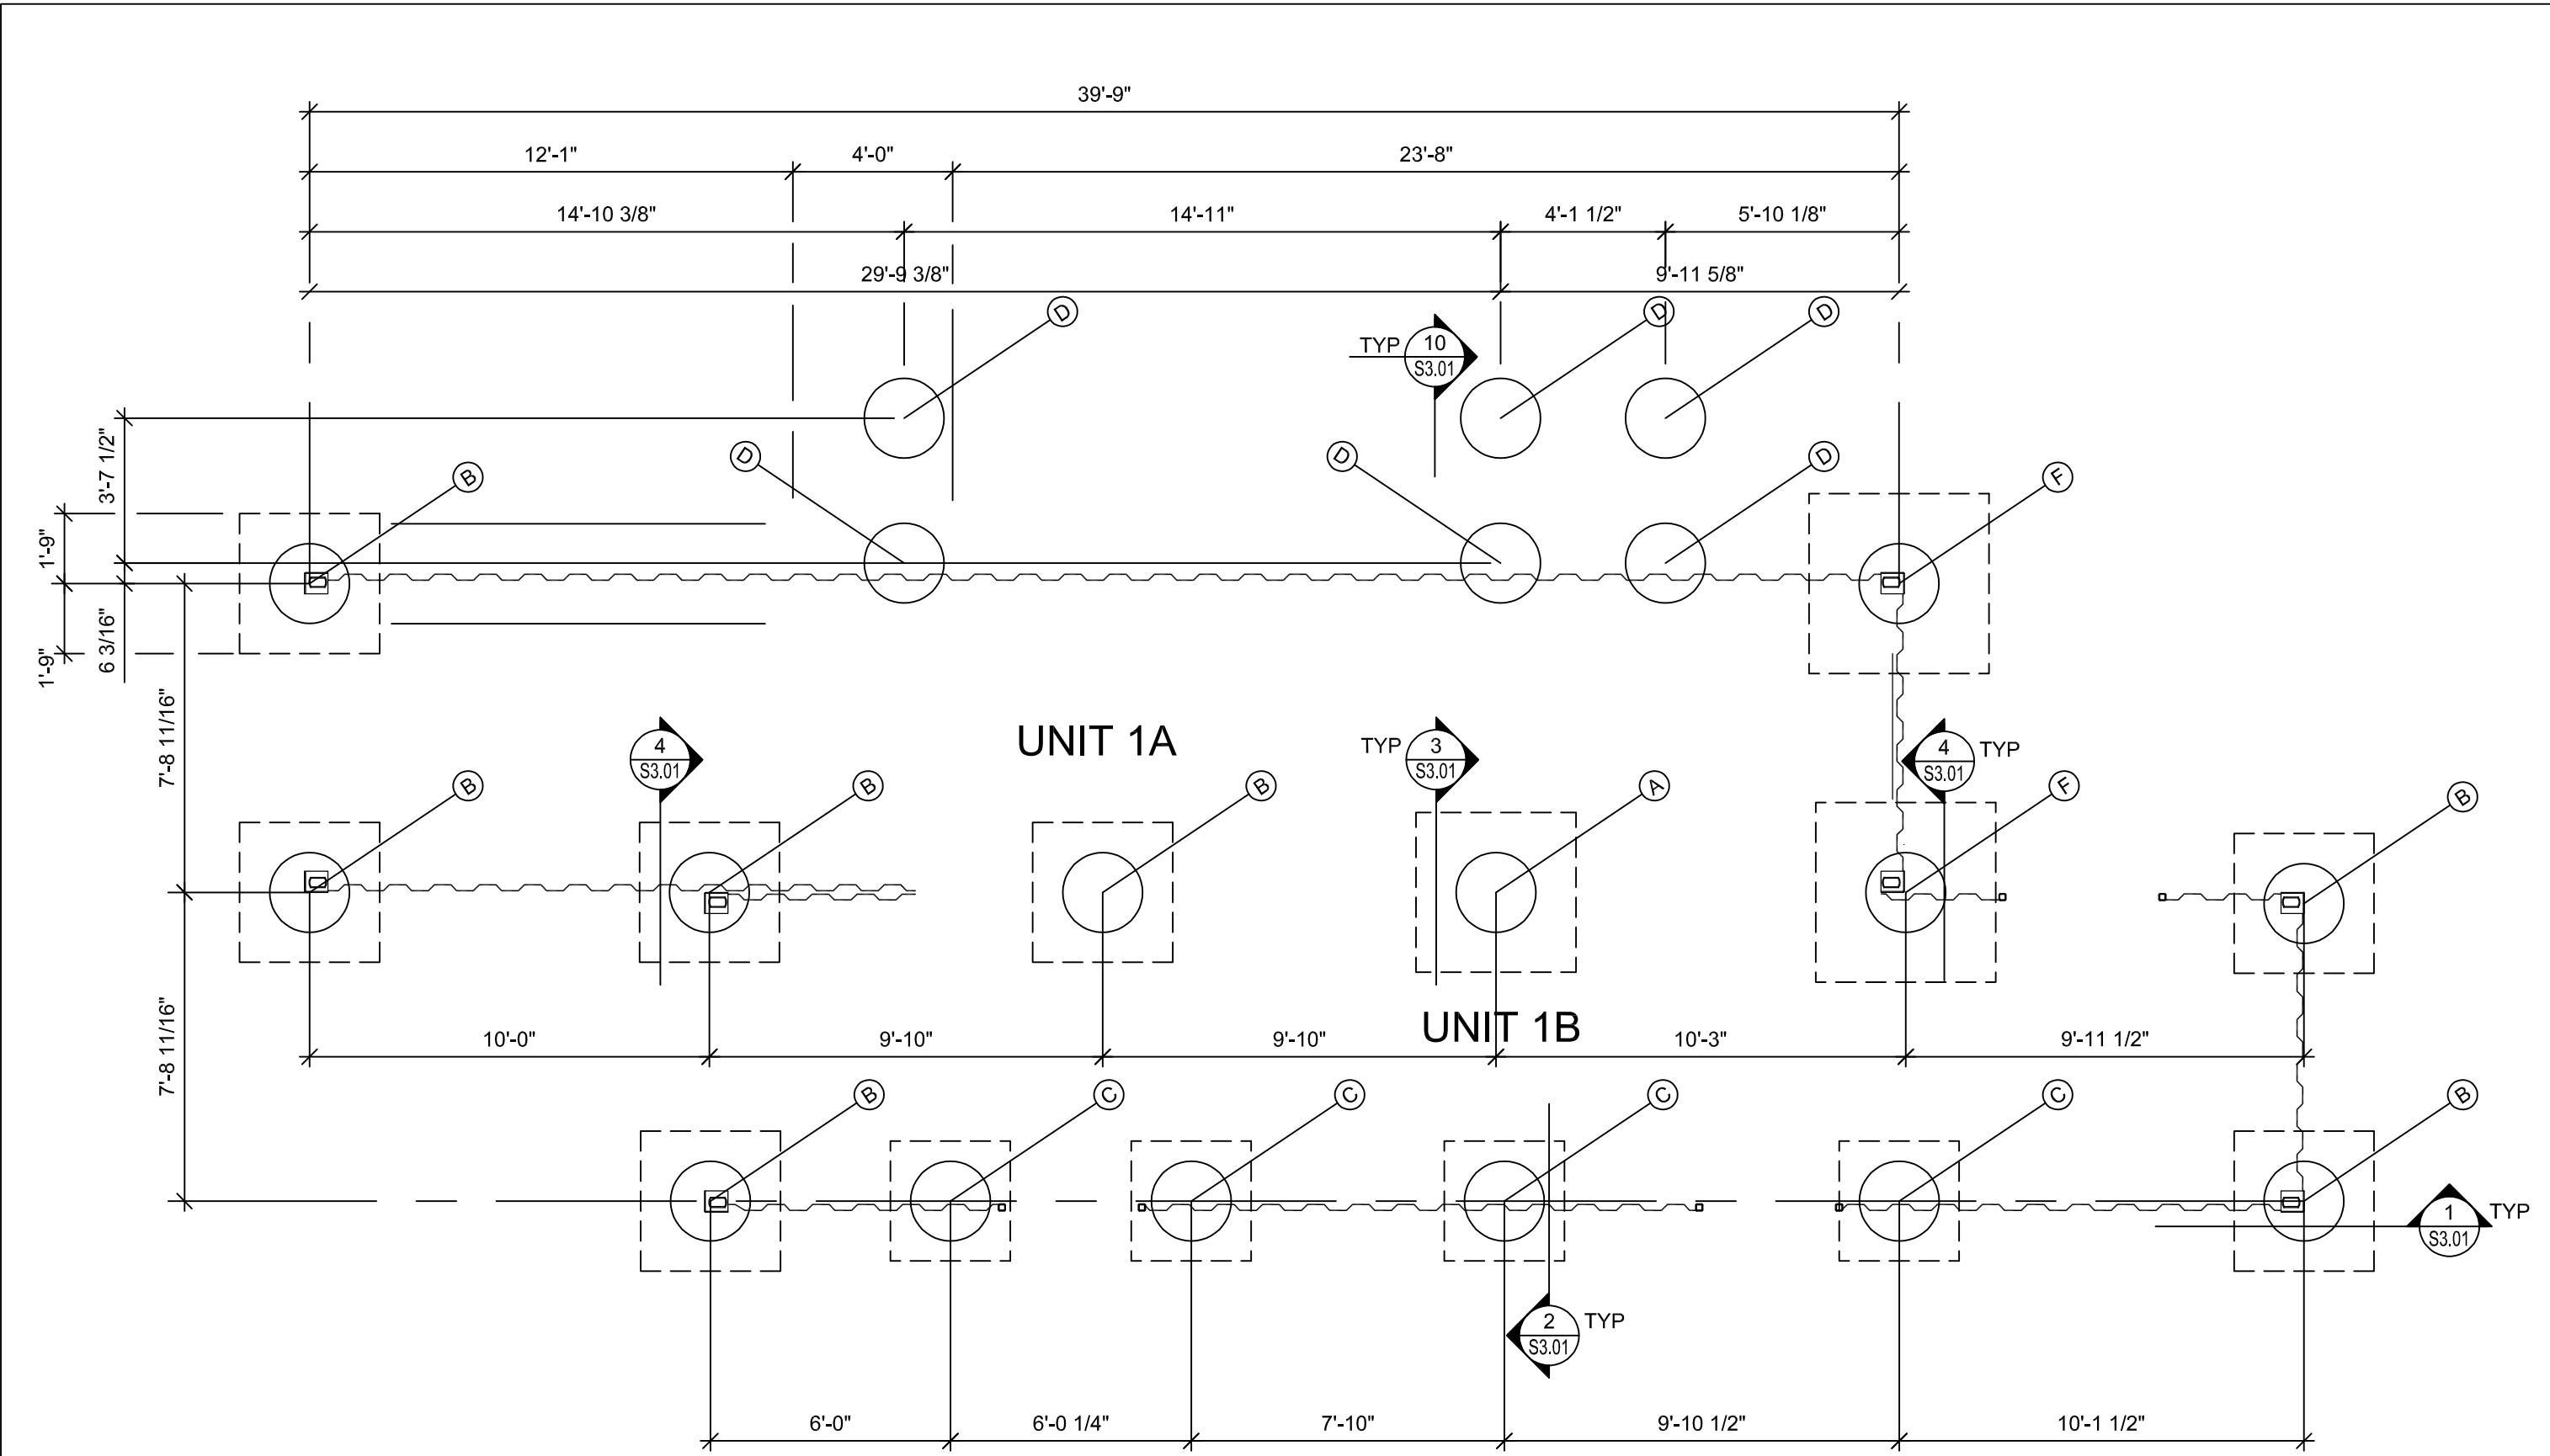 39'-9"
12'-1" 4'-0" 23'-8"
14'-10 3/8" 14'-11" 4'-1 1/2" 5'-10 1/8"
29'-9 3/8" 9'-11 5/8"
D D D
TYP 10
S3.01
3'-7 1/2"
D D D
B F
1'-9"
6 3/16"
1'-9"
7'-8 11/16"
UNIT 1A
4
S3.01
TYP 3
S3.01
4 TYP
S3.01
B B B A F B
7'-8 11/16"
UNIT 1B
10'-0" 9'-10" 9'-10" 10'-3" 9'-11 1/2"
B C C C C B
1 TYP
S3.01
2 TYP
S3.01
6'-0" 6'-0 1/4" 7'-10" 9'-10 1/2" 10'-1 1/2"